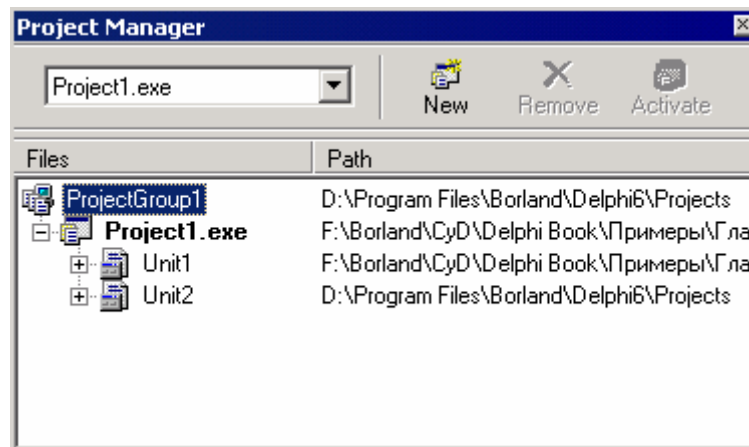 Project Manager
Project1.exe
New Remove Activate
Files Path
ProjectGroup1 D:\Program Files\Borland\Delphi6\Projects
Project1.exe F:\Borland\CyD\Delphi Book\Примеры\Гла
Unit1 F:\Borland\CyD\Delphi Book\Примеры\Гла
Unit2 D:\Program Files\Borland\Delphi6\Projects